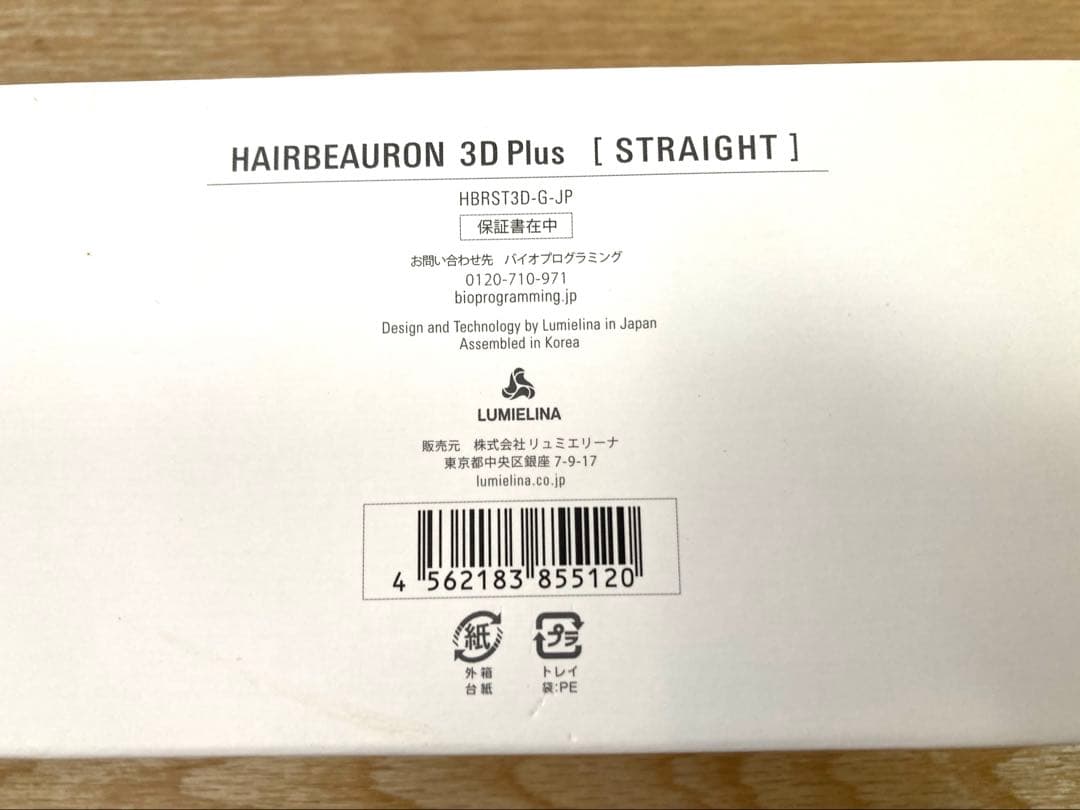 HAIRBEAURON 3D Plus [ STRAIGHT ]
HBRST3D-G-JP
保証書在中
お問い合わせ先 バイオプログラミング
0120-710-971
bioprogramming.jp
Design and Technology by Lumielina in Japan
Assembled in Korea
LUMIELINA
販売元 株式会社リュミエリーナ
東京都中央区銀座 7-9-17
lumielina.co.jp
4 562183 855120
紙 プラ
外箱 トレイ
台紙 袋:PE